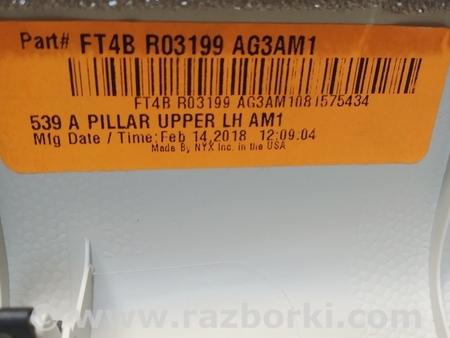 Part# FT4B R03199 AG3AM1
FT4B R03199 AG3AM1081575434
539 A PILLAR UPPER LH AM1
Mfg Date / Time:Feb 14,2018 12:09.04
Made By NYX Inc. in the USA
www.razborki.com